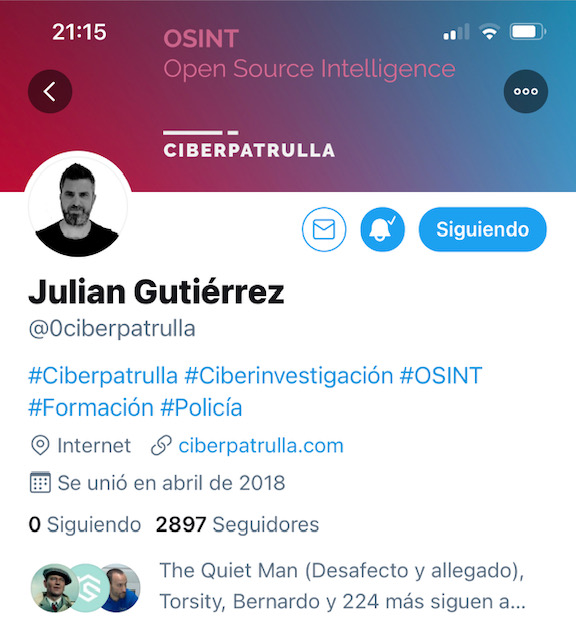 21:15
OSINT
Open Source Intelligence
CIBERPATRULLA
Siguiendo
Julian Gutiérrez
@0ciberpatrulla
#Ciberpatrulla #Ciberinvestigación #OSINT
#Formación #Policía
Internet ciberpatrulla.com
Se unió en abril de 2018
0 Siguiendo 2897 Seguidores
The Quiet Man (Desafecto y allegado),
Torsity, Bernardo y 224 más siguen a...